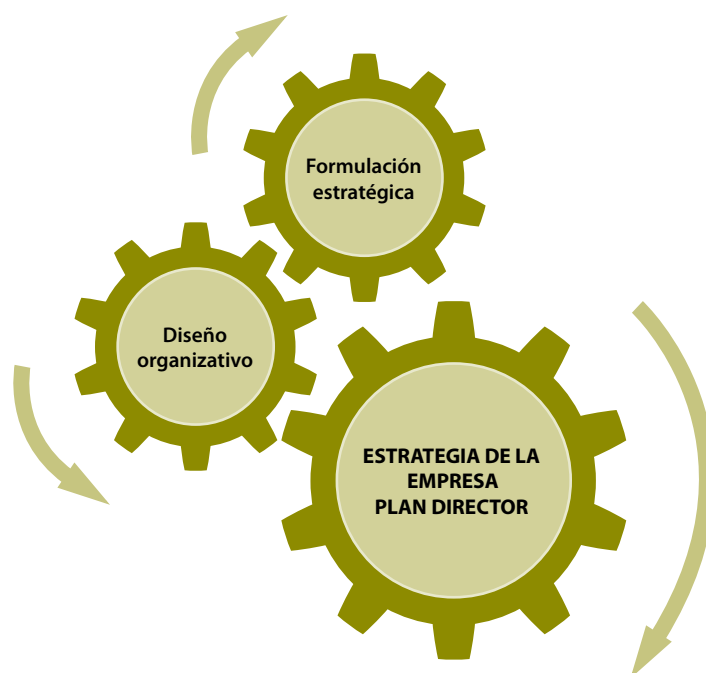 Formulación
estratégica
Diseño
organizativo
ESTRATEGIA DE LA
EMPRESA
PLAN DIRECTOR